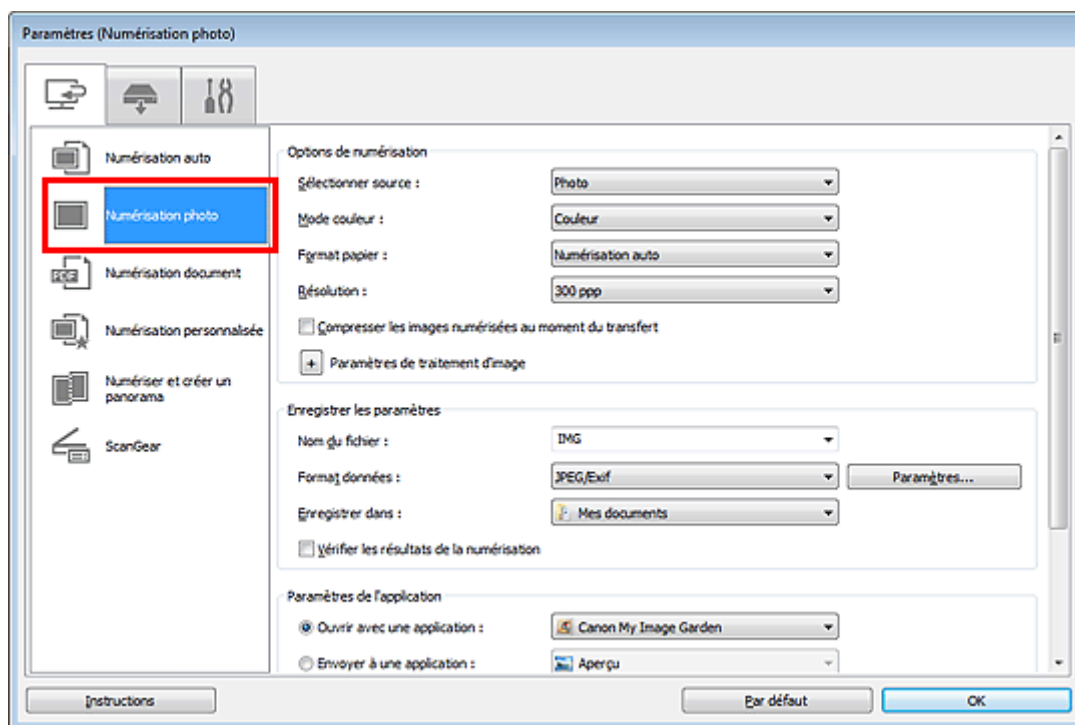 Paramètres (Numérisation photo)
Numérisation auto
Numérisation photo
PDF
Numérisation document
Numérisation personnalisée
Numériser et créer un
panorama
ScanGear
Options de numérisation
Sélectionner source :
Photo
Mode couleur :
Couleur
Format papier :
Numérisation auto
Résolution :
300 ppp
Compresser les images numérisées au moment du transfert
+ Paramètres de traitement d'image
Enregistrer les paramètres
Nom du fichier :
IMG
Format données :
JPEG/Exif
Paramètres...
Enregistrer dans :
Mes documents
Vérifier les résultats de la numérisation
Paramètres de l'application
Ouvrir avec une application :
Canon My Image Garden
Envoyer à une application :
Aperçu
Instructions
Par défaut
OK